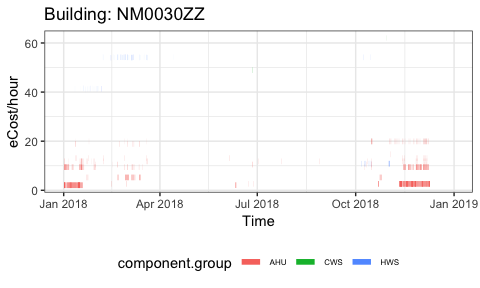 Building: NM0030ZZ
eCost/hour
60
40
20
0
Jan 2018 Apr 2018 Jul 2018 Oct 2018 Jan 2019
Time
component.group AHU CWS HWS